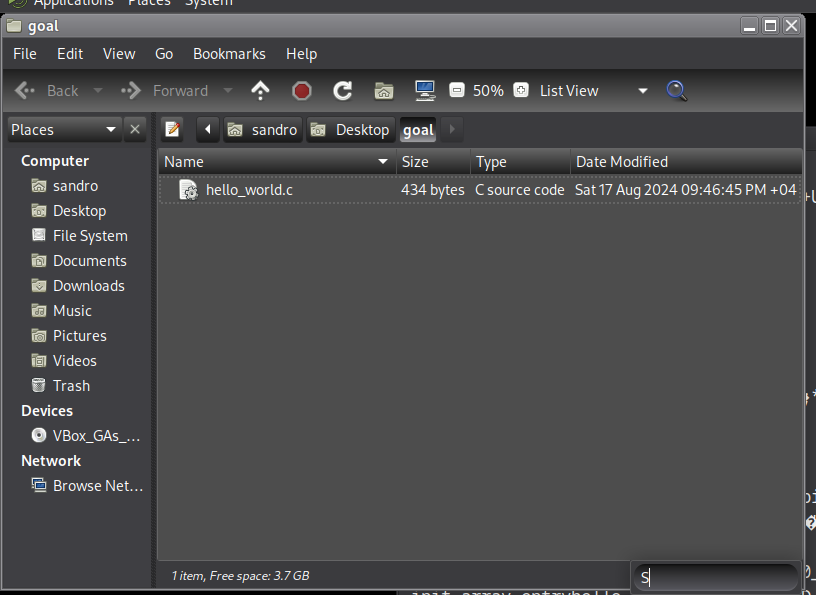 Applications Places System
goal
File Edit View Go Bookmarks Help
Back Forward 50% List View
Places sandro Desktop goal
Computer
Name Size Type Date Modified
sandro
hello_world.c 434 bytes C source code Sat 17 Aug 2024 09:46:45 PM +04
Desktop
File System
Documents
Downloads
Music
Pictures
Videos
Trash
Devices
VBox_GAs_...
Network
Browse Net...
1 item, Free space: 3.7 GB
S